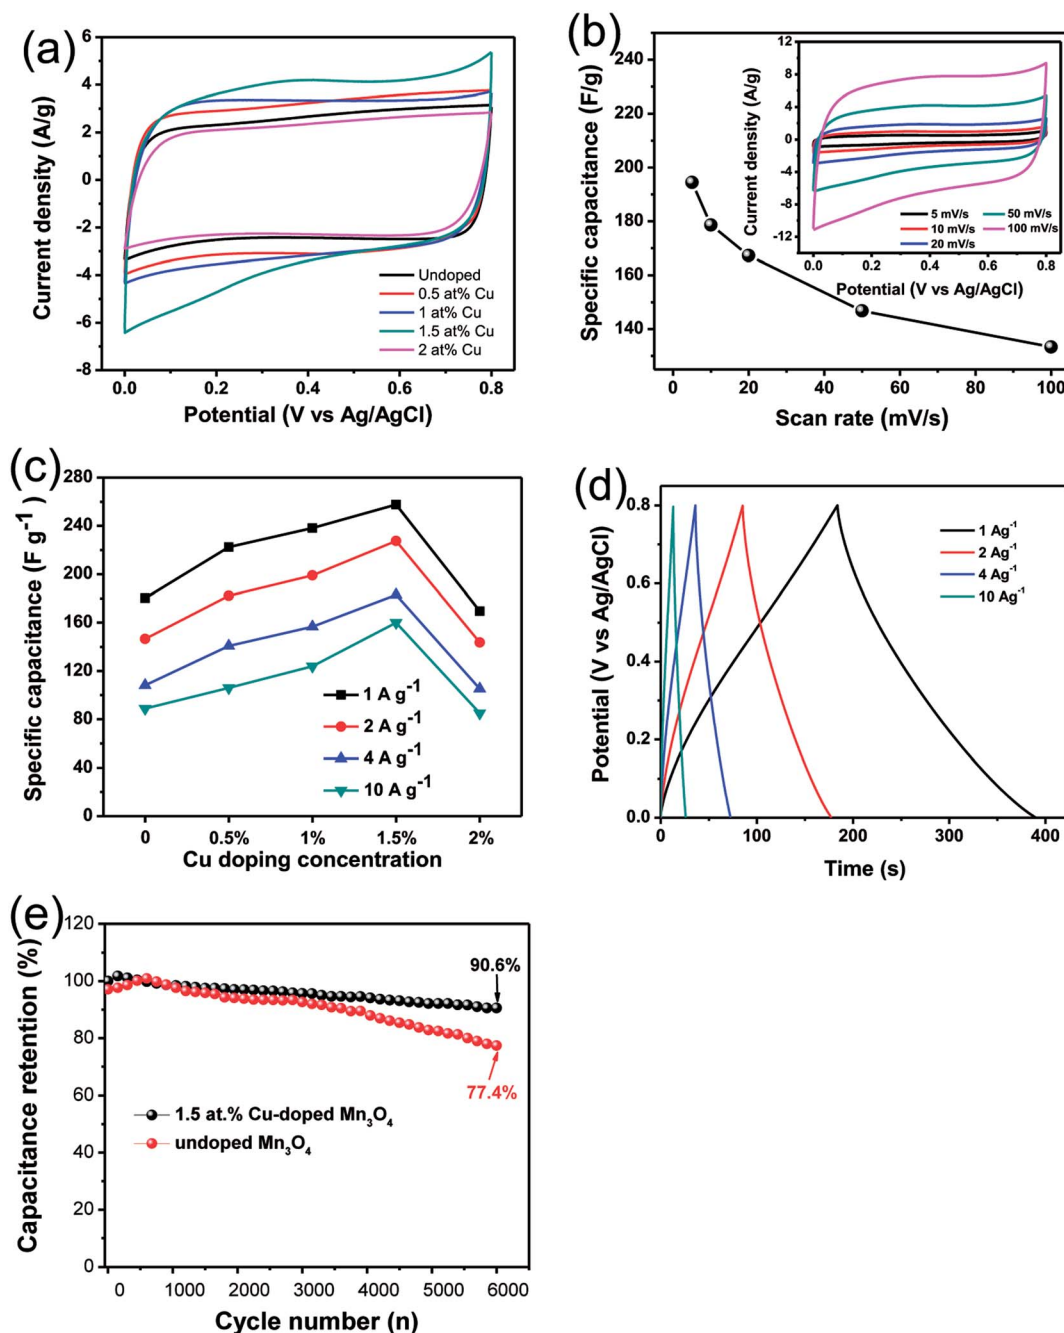 (a)
6
4
2
0
-2
-4
-6
-8
Current density (A/g)
Undoped
0.5 at% Cu
1 at% Cu
1.5 at% Cu
2 at% Cu
0.0 0.2 0.4 0.6 0.8
Potential (V vs Ag/AgCl)
(b)
240
220
200
180
160
140
Specific capacitance (F/g)
12
8
4
0
-4
-8
-12
Current density (A/g)
5 mV/s
10 mV/s
20 mV/s
50 mV/s
100 mV/s
0.0 0.2 0.4 0.6 0.8
Potential (V vs Ag/AgCl)
0 20 40 60 80 100
Scan rate (mV/s)
(c)
280
240
200
160
120
80
40
0
Specific capacitance (F g⁻¹)
1 A g⁻¹
2 A g⁻¹
4 A g⁻¹
10 A g⁻¹
0 0.5% 1% 1.5% 2%
Cu doping concentration
(d)
0.8
0.6
0.4
0.2
0.0
Potential (V vs Ag/AgCl)
1 Ag⁻¹
2 Ag⁻¹
4 Ag⁻¹
10 Ag⁻¹
0 100 200 300 400
Time (s)
(e)
120
100
80
60
40
20
0
Capacitance retention (%)
90.6%
77.4%
1.5 at.% Cu-doped Mn₃O₄
undoped Mn₃O₄
0 1000 2000 3000 4000 5000 6000
Cycle number (n)